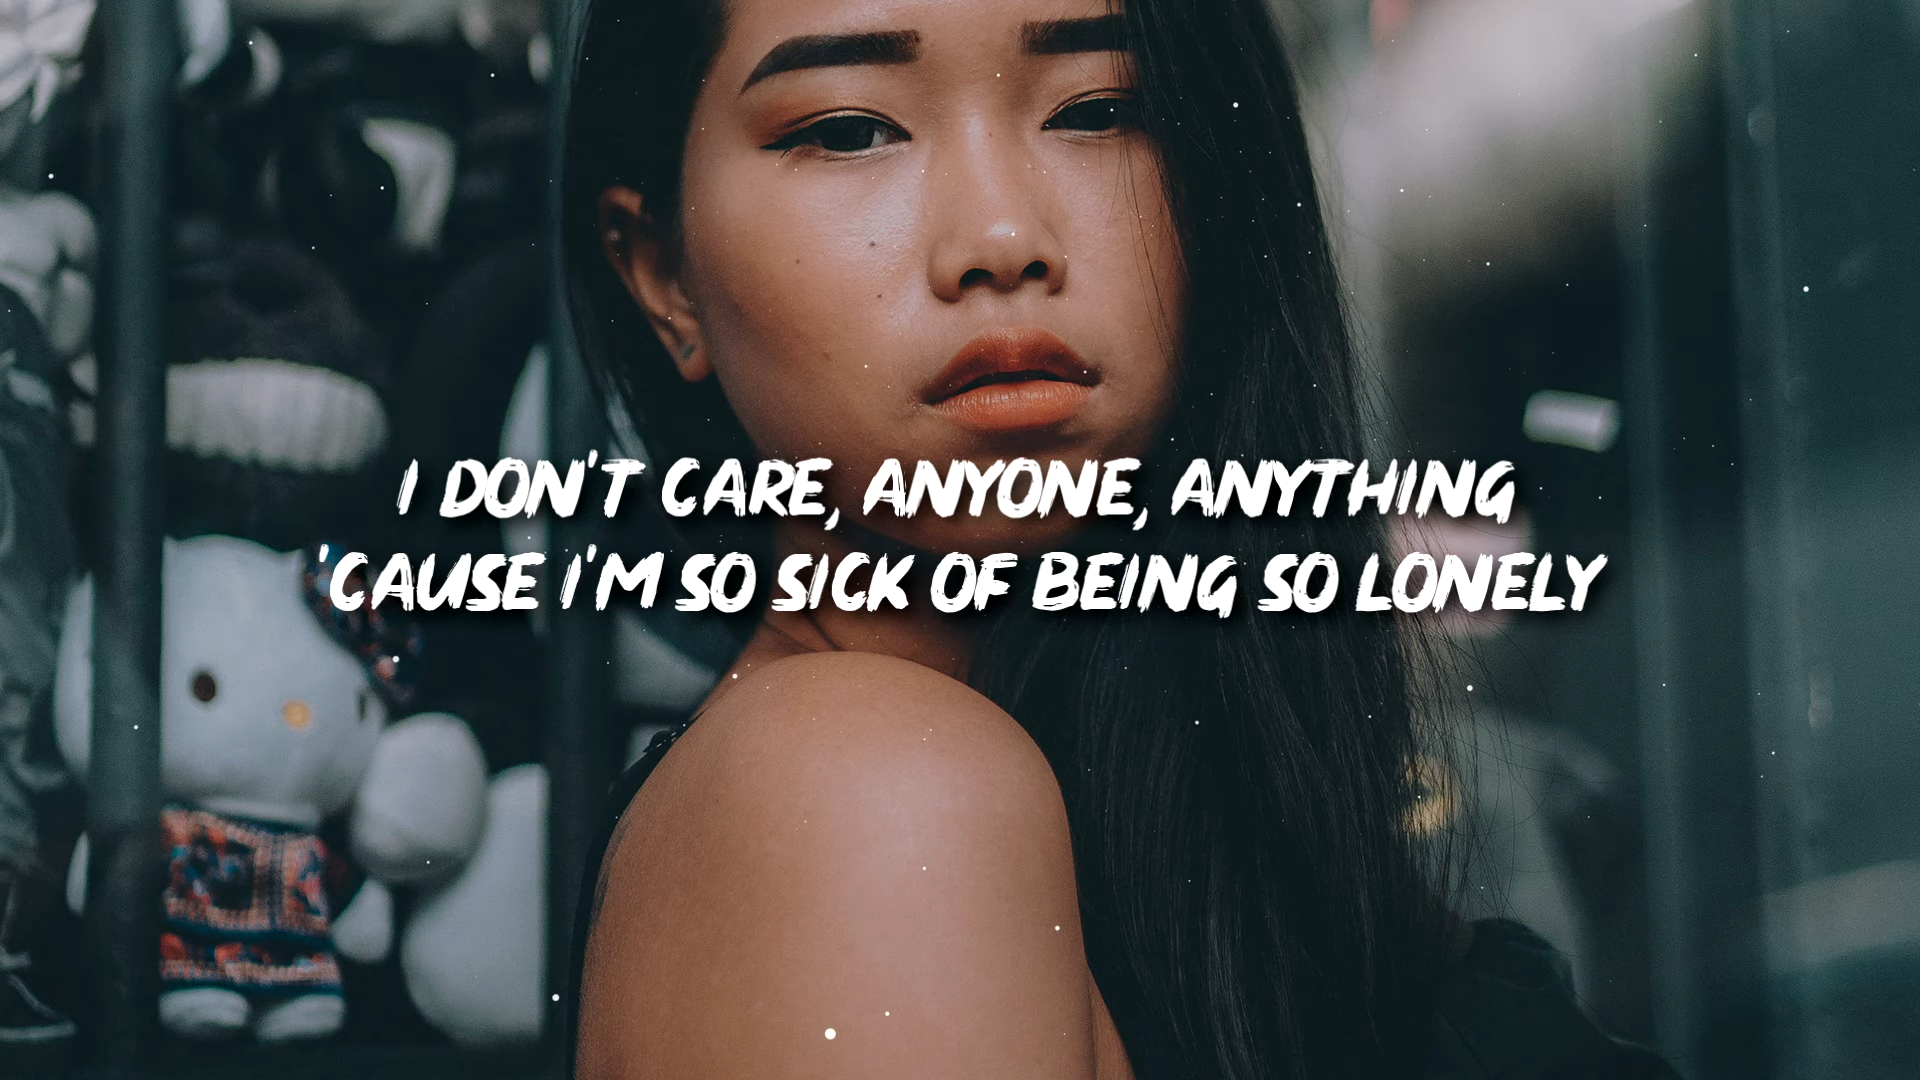 I DON'T CARE, ANYONE, ANYTHING
'CAUSE I'M SO SICK OF BEING SO LONELY